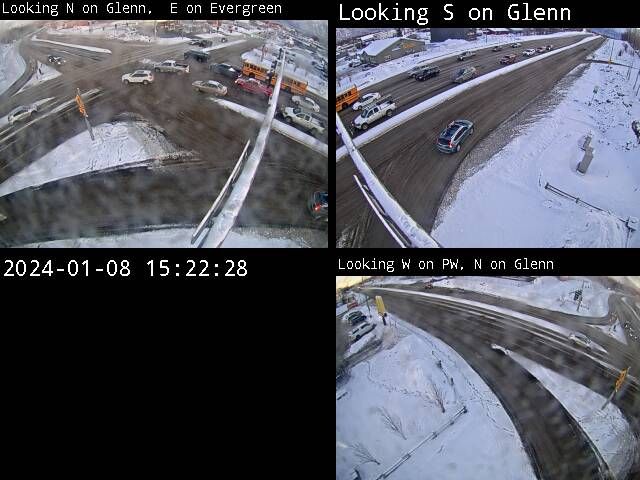 Looking N on Glenn,  E on Evergreen
Looking S on Glenn
2024-01-08 15:22:28
Looking W on PW, N on Glenn